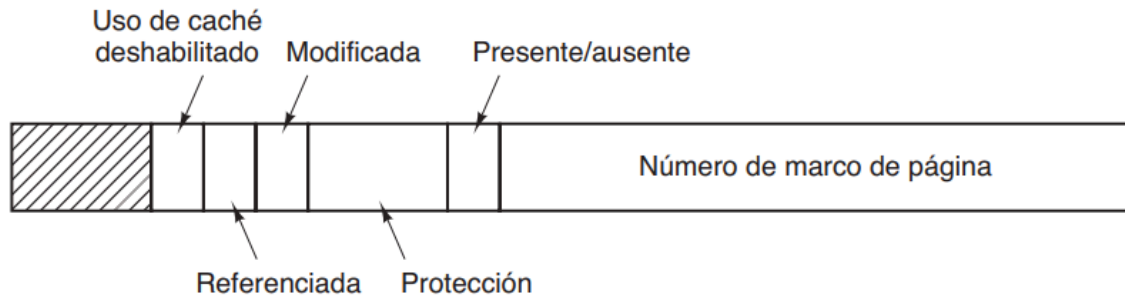 Uso de caché
deshabilitado
Modificada
Presente/ausente
Número de marco de página
Referenciada
Protección